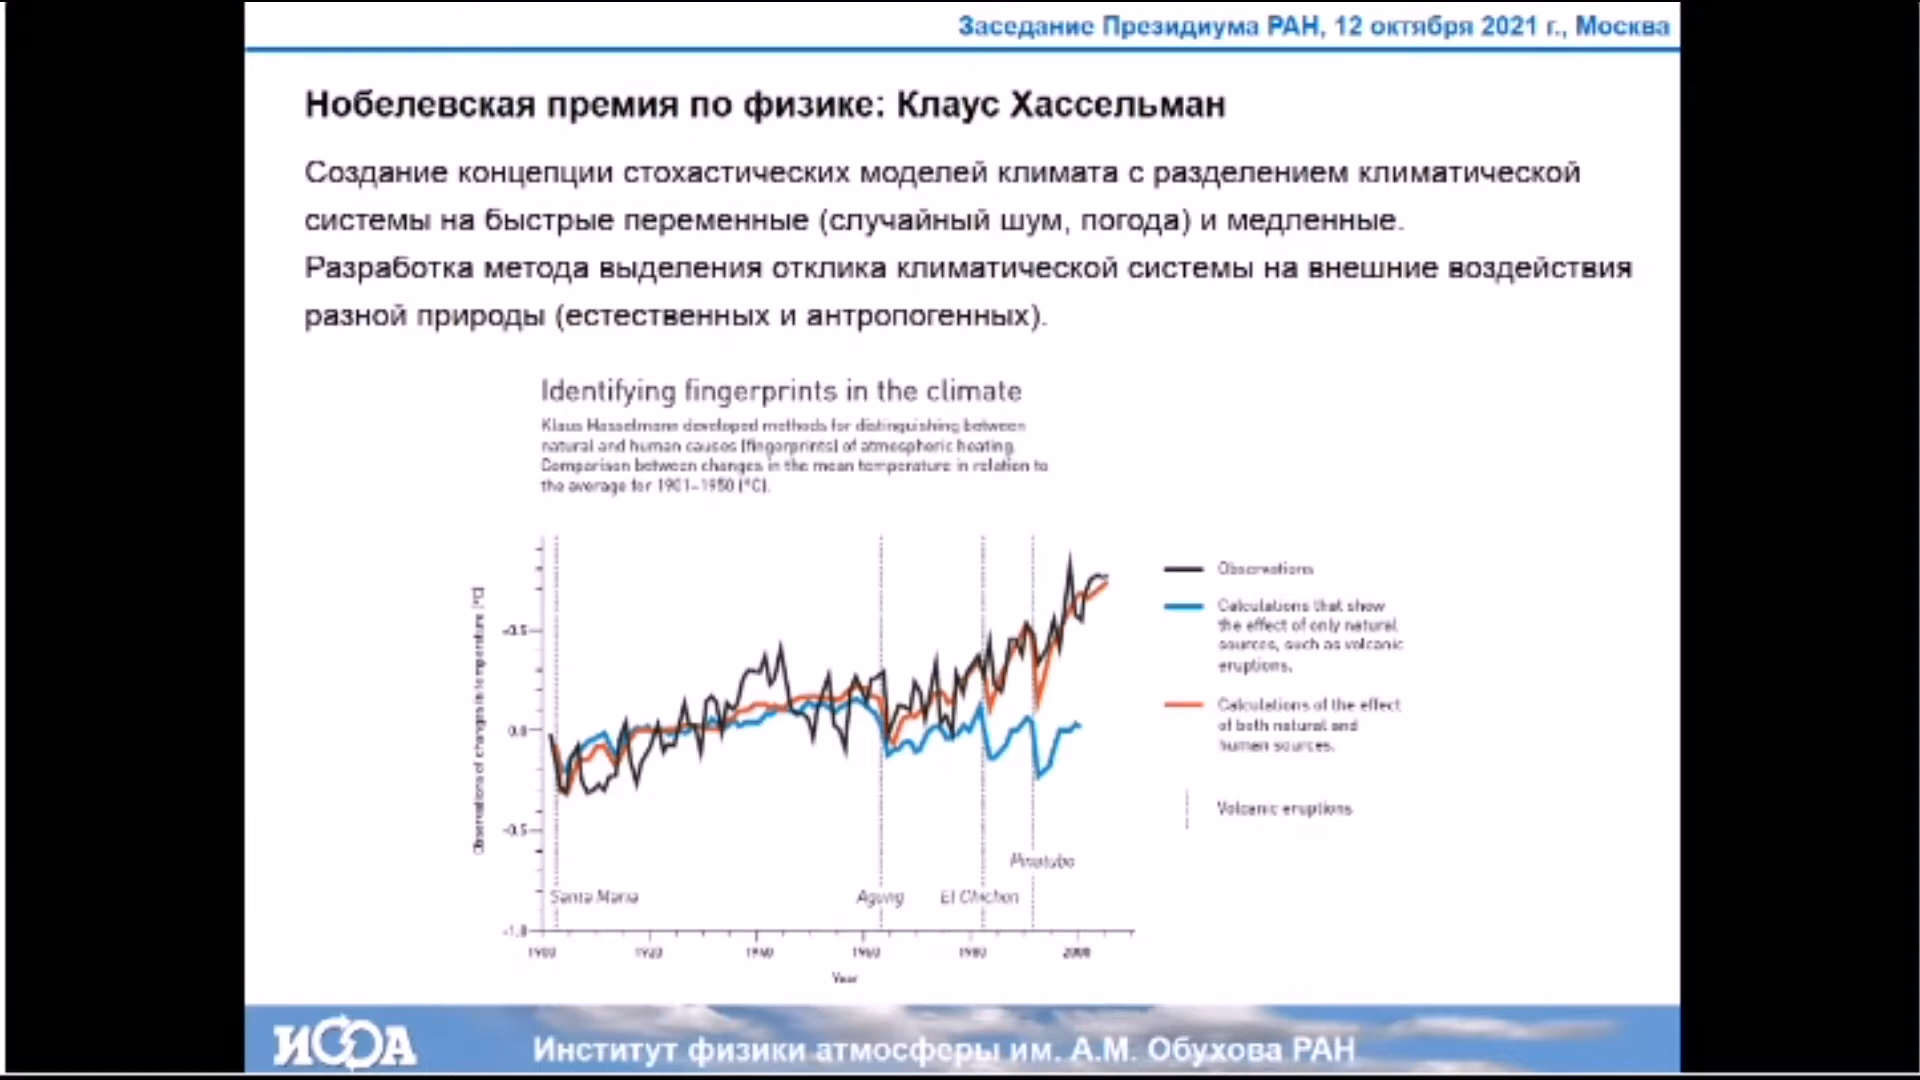 Заседание Президиума РАН, 12 октября 2021 г., Москва
Нобелевская премия по физике: Клаус Хассельман
Создание концепции стохастических моделей климата с разделением климатической
системы на быстрые переменные (случайный шум, погода) и медленные.
Разработка метода выделения отклика климатической системы на внешние воздействия
разной природы (естественных и антропогенных).
Identifying fingerprints in the climate
Klaus Hasselmann developed methods for distinguishing between
natural and human causes (fingerprints) of atmospheric heating.
Comparison between changes in the mean temperature in relation to
the average for 1901–1950 (°C).
Observations of changes in temperature (°C)
+0.5
0.0
-0.5
-1.0
Santa Maria
Agung
El Chichon
Pinatubo
1900
1920
1940
1960
1980
2000
Year
Observations
Calculations that show
the effect of only natural
sources, such as volcanic
eruptions.
Calculations of the effect
of both natural and
human sources.
Volcanic eruptions
ИФА
Институт физики атмосферы им. А.М. Обухова РАН